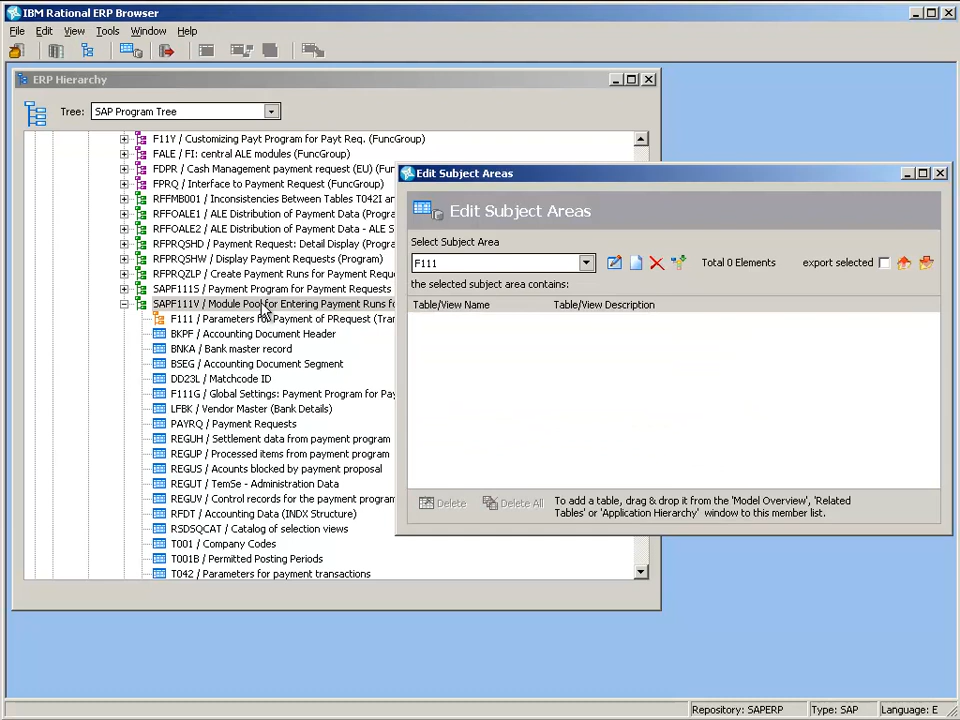 IBM Rational ERP Browser
File Edit View Tools Window Help
ERP Hierarchy
Tree: SAP Program Tree
F11Y / Customizing Payt Program for Payt Req. (FuncGroup)
FALE / FI: central ALE modules (FuncGroup)
FDPR / Cash Management payment request (EU) (Fu
FPRQ / Interface to Payment Request (FuncGroup)
RFFMB001 / Inconsistencies Between Tables T042I ar
RFFOALE1 / ALE Distribution of Payment Data (Progra
RFFOALE2 / ALE Distribution of Payment Data - ALE S
RFPRQSHD / Payment Request: Detail Display (Progra
RFPRQSHW / Display Payment Requests (Program)
RFPRQZLP / Create Payment Runs for Payment Reque
SAPF111S / Payment Program for Payment Requests
SAPF111V / Module Pool for Entering Payment Runs fo
F111 / Parameters for Payment of PRequest (Tran
BKPF / Accounting Document Header
BNKA / Bank master record
BSEG / Accounting Document Segment
DD23L / Matchcode ID
F111G / Global Settings: Payment Program for Pay
LFBK / Vendor Master (Bank Details)
PAYRQ / Payment Requests
REGUH / Settlement data from payment program
REGUP / Processed items from payment program
REGUS / Acounts blocked by payment proposal
REGUT / TemSe - Administration Data
REGUV / Control records for the payment program
RFDT / Accounting Data (INDX Structure)
RSDSQCAT / Catalog of selection views
T001 / Company Codes
T001B / Permitted Posting Periods
T042 / Parameters for payment transactions
Edit Subject Areas
Edit Subject Areas
Select Subject Area
F111
Total 0 Elements
export selected
the selected subject area contains:
Table/View Name Table/View Description
Delete Delete All
To add a table, drag & drop it from the 'Model Overview', 'Related
Tables' or 'Application Hierarchy' window to this member list.
Repository: SAPERP Type: SAP Language: E